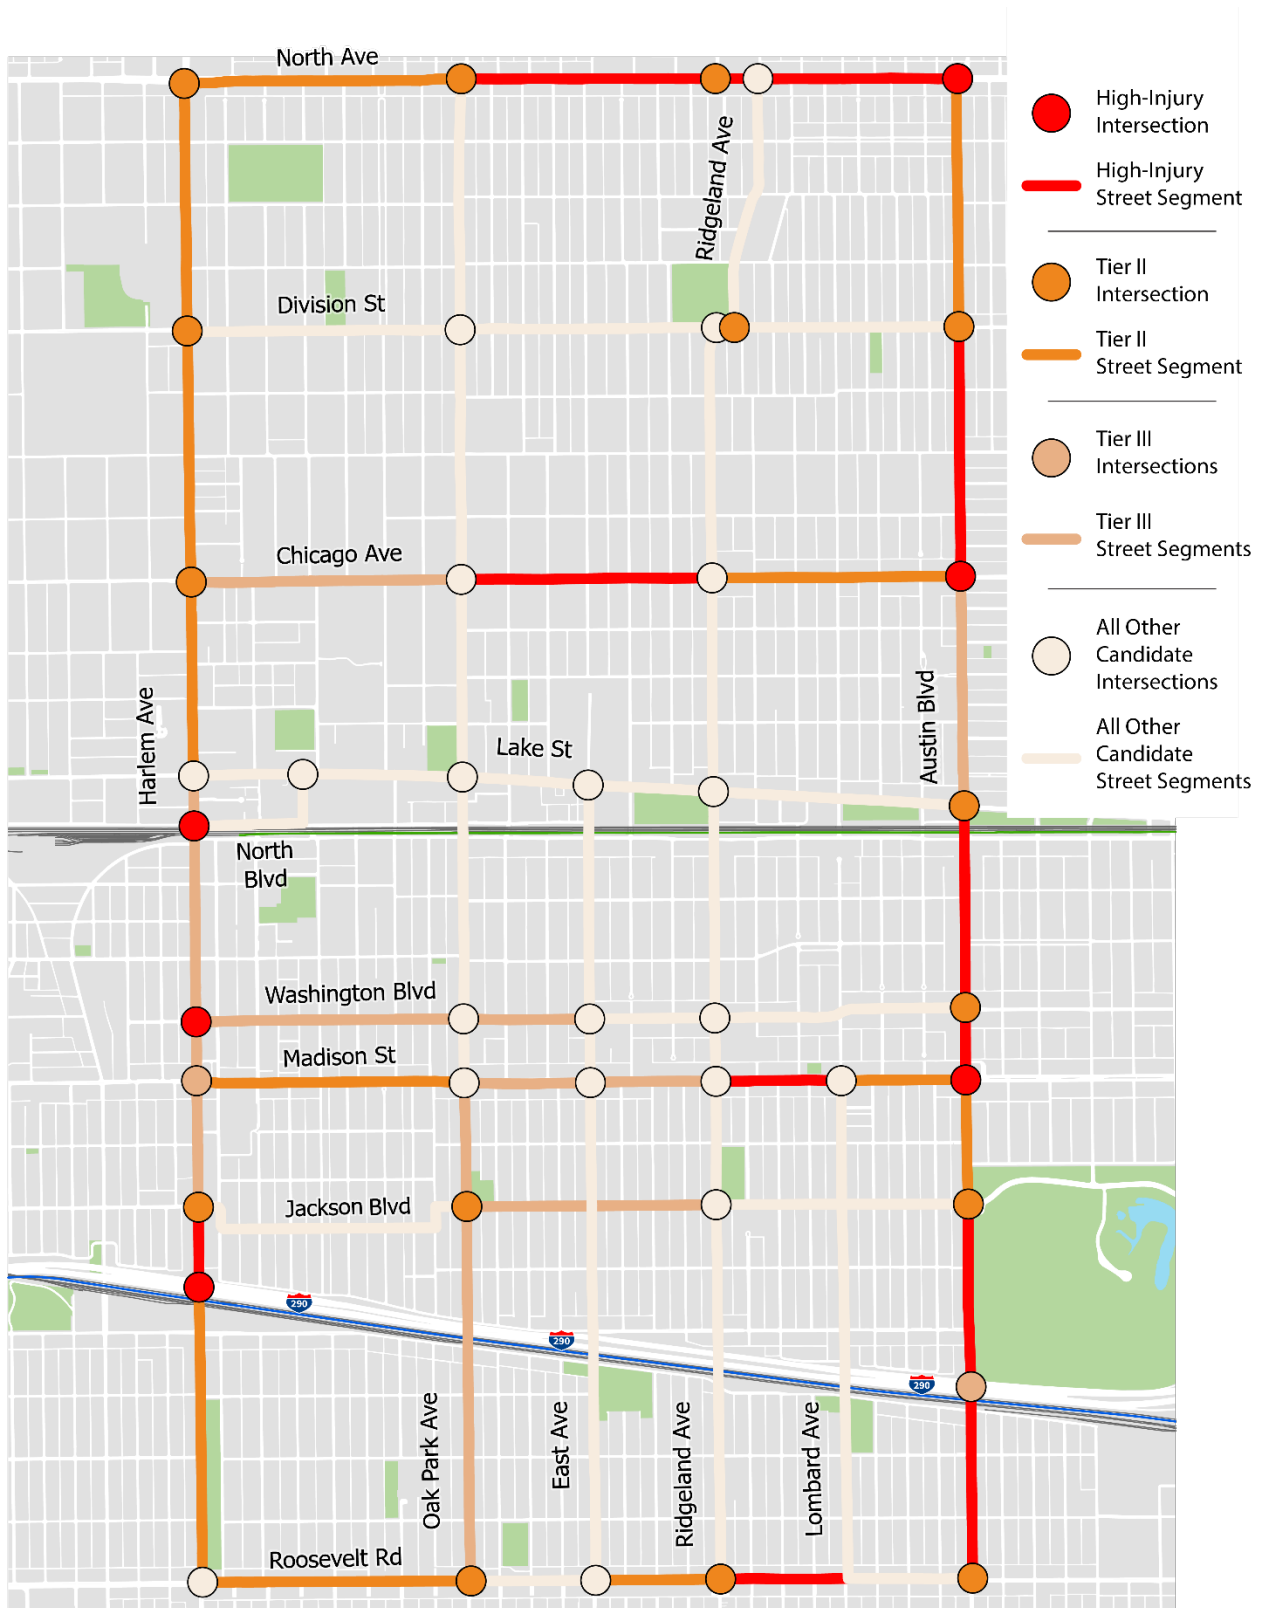 North Ave
Ridgeland Ave
Division St
Chicago Ave
Harlem Ave
Lake St
Austin Blvd
North
Blvd
Washington Blvd
Madison St
Jackson Blvd
290
290
290
Oak Park Ave
East Ave
Ridgeland Ave
Lombard Ave
Roosevelt Rd
High-Injury
Intersection
High-Injury
Street Segment
Tier II
Intersection
Tier II
Street Segment
Tier III
Intersections
Tier III
Street Segments
All Other
Candidate
Intersections
All Other
Candidate
Street Segments